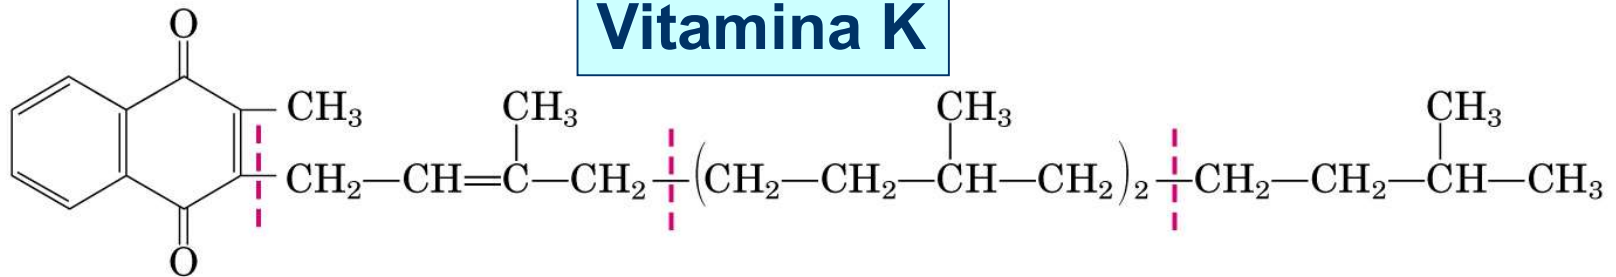 Vitamina K
O
CH₃ CH₃ CH₃ CH₃
CH₂—CH=C—CH₂—(CH₂—CH₂—CH—CH₂)₂—CH₂—CH₂—CH—CH₃
O